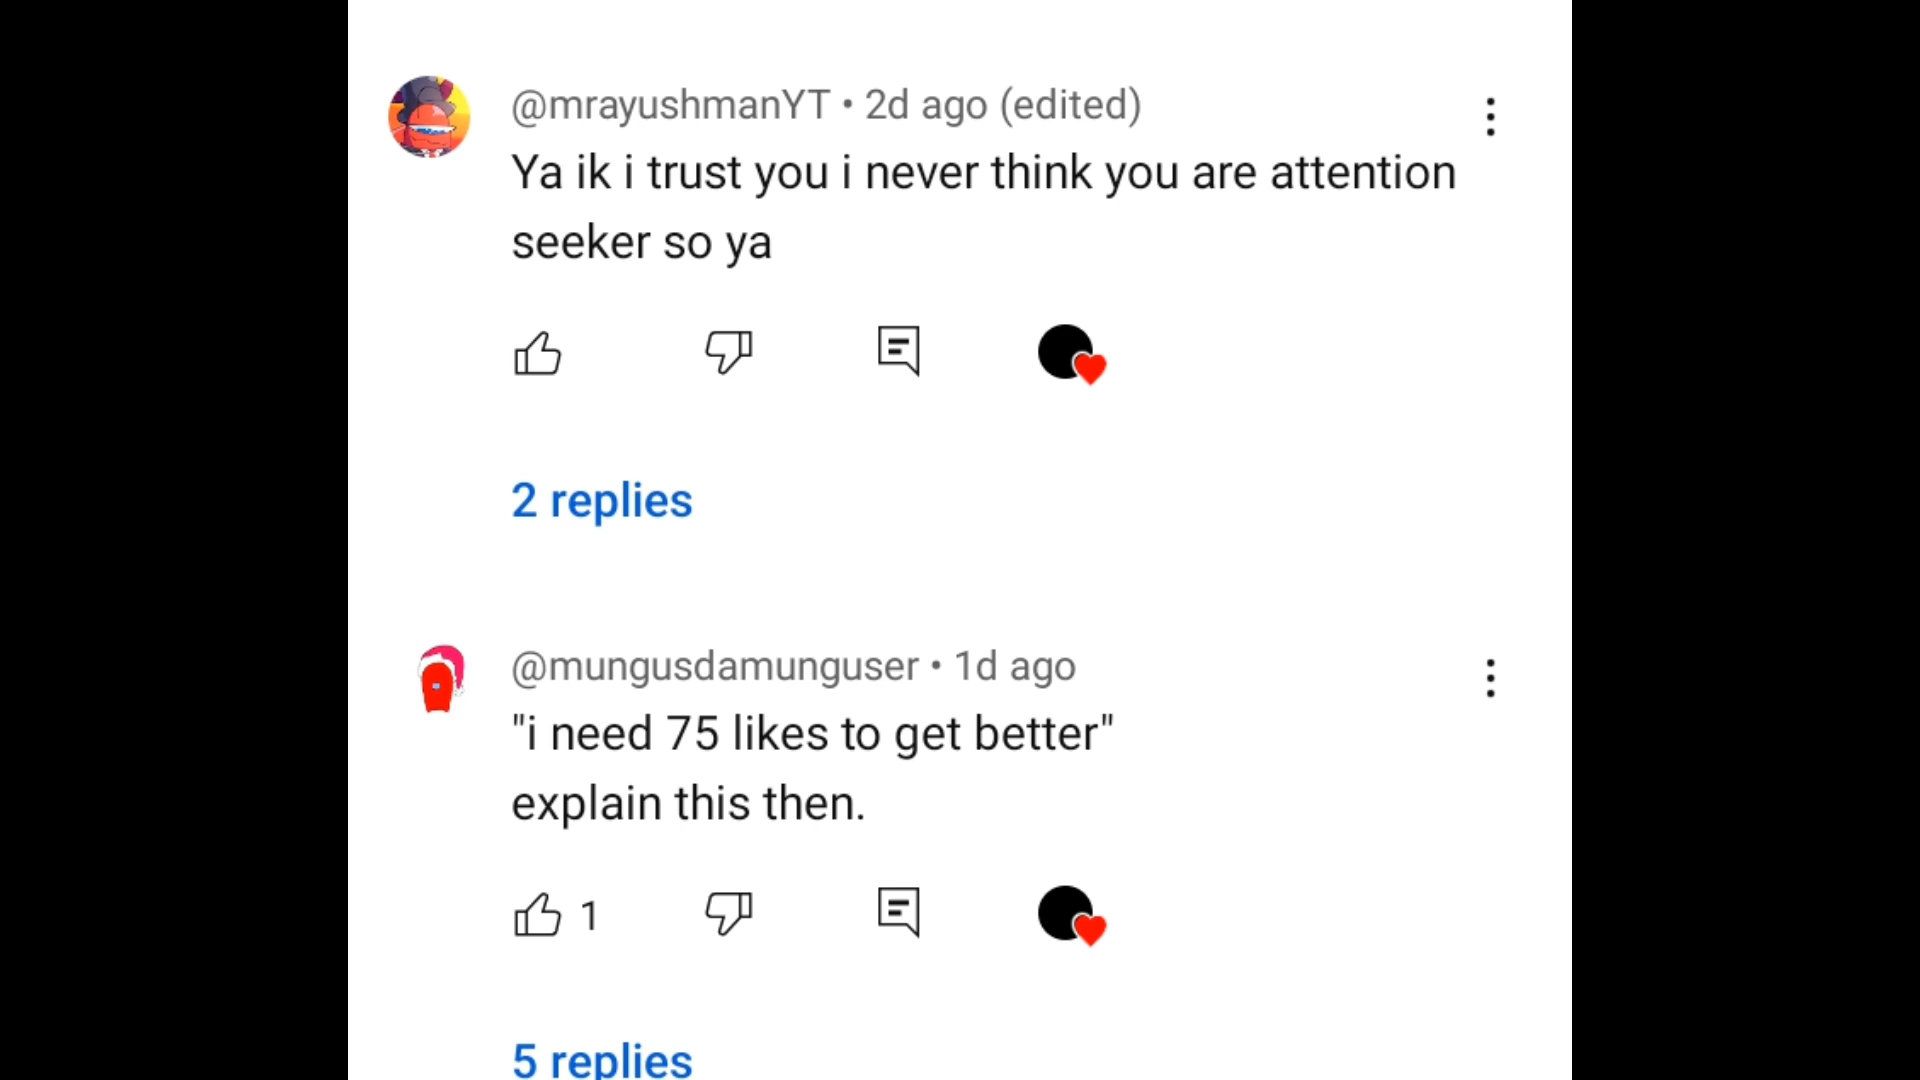 @mrayushmanYT • 2d ago (edited)
Ya ik i trust you i never think you are attention
seeker so ya
2 replies
@mungusdamunguser • 1d ago
"i need 75 likes to get better"
explain this then.
1
5 replies